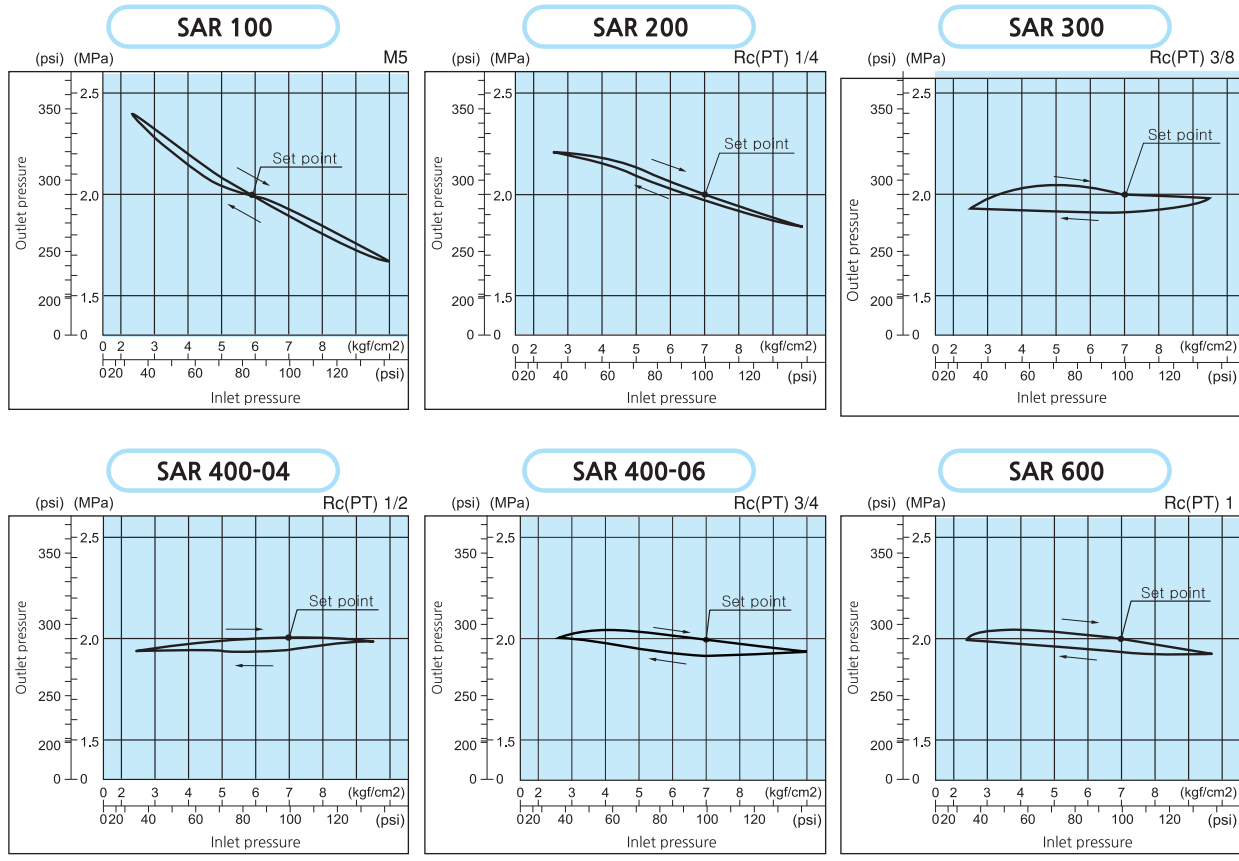 SAR 100
(psi) (MPa) M5
2.5
350
Set point
300
2.0
Outlet pressure
250
1.5
200
0 0
0 2 3 4 5 6 7 8 (kgf/cm2)
020 40 60 80 100 120 (psi)
Inlet pressure
SAR 200
(psi) (MPa) Rc(PT) 1/4
2.5
350
Set point
300
2.0
Outlet pressure
250
1.5
200
0 0
0 2 3 4 5 6 7 8 (kgf/cm2)
020 40 60 80 100 120 (psi)
Inlet pressure
SAR 300
(psi) (MPa) Rc(PT) 3/8
2.5
350
Set point
300
2.0
Outlet pressure
250
1.5
200
0 0
0 2 3 4 5 6 7 8 (kgf/cm2)
020 40 60 80 100 120 (psi)
Inlet pressure
SAR 400-04
(psi) (MPa) Rc(PT) 1/2
2.5
350
Set point
300
2.0
Outlet pressure
250
1.5
200
0 0
0 2 3 4 5 6 7 8 (kgf/cm2)
020 40 60 80 100 120 (psi)
Inlet pressure
SAR 400-06
(psi) (MPa) Rc(PT) 3/4
2.5
350
Set point
300
2.0
Outlet pressure
250
1.5
200
0 0
0 2 3 4 5 6 7 8 (kgf/cm2)
020 40 60 80 100 120 (psi)
Inlet pressure
SAR 600
(psi) (MPa) Rc(PT) 1
2.5
350
Set point
300
2.0
Outlet pressure
250
1.5
200
0 0
0 2 3 4 5 6 7 8 (kgf/cm2)
020 40 60 80 100 120 (psi)
Inlet pressure